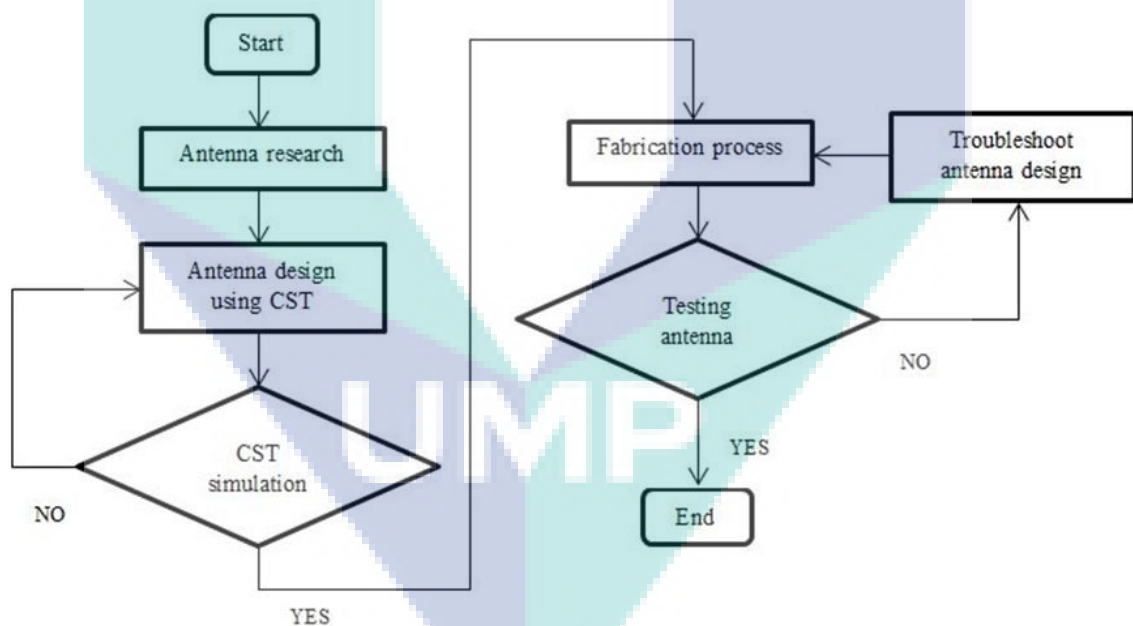 Start
Antenna research
Antenna design
using CST
CST
simulation
NO
YES
Fabrication process
Troubleshoot
antenna design
Testing
antenna
NO
YES
End
UMP